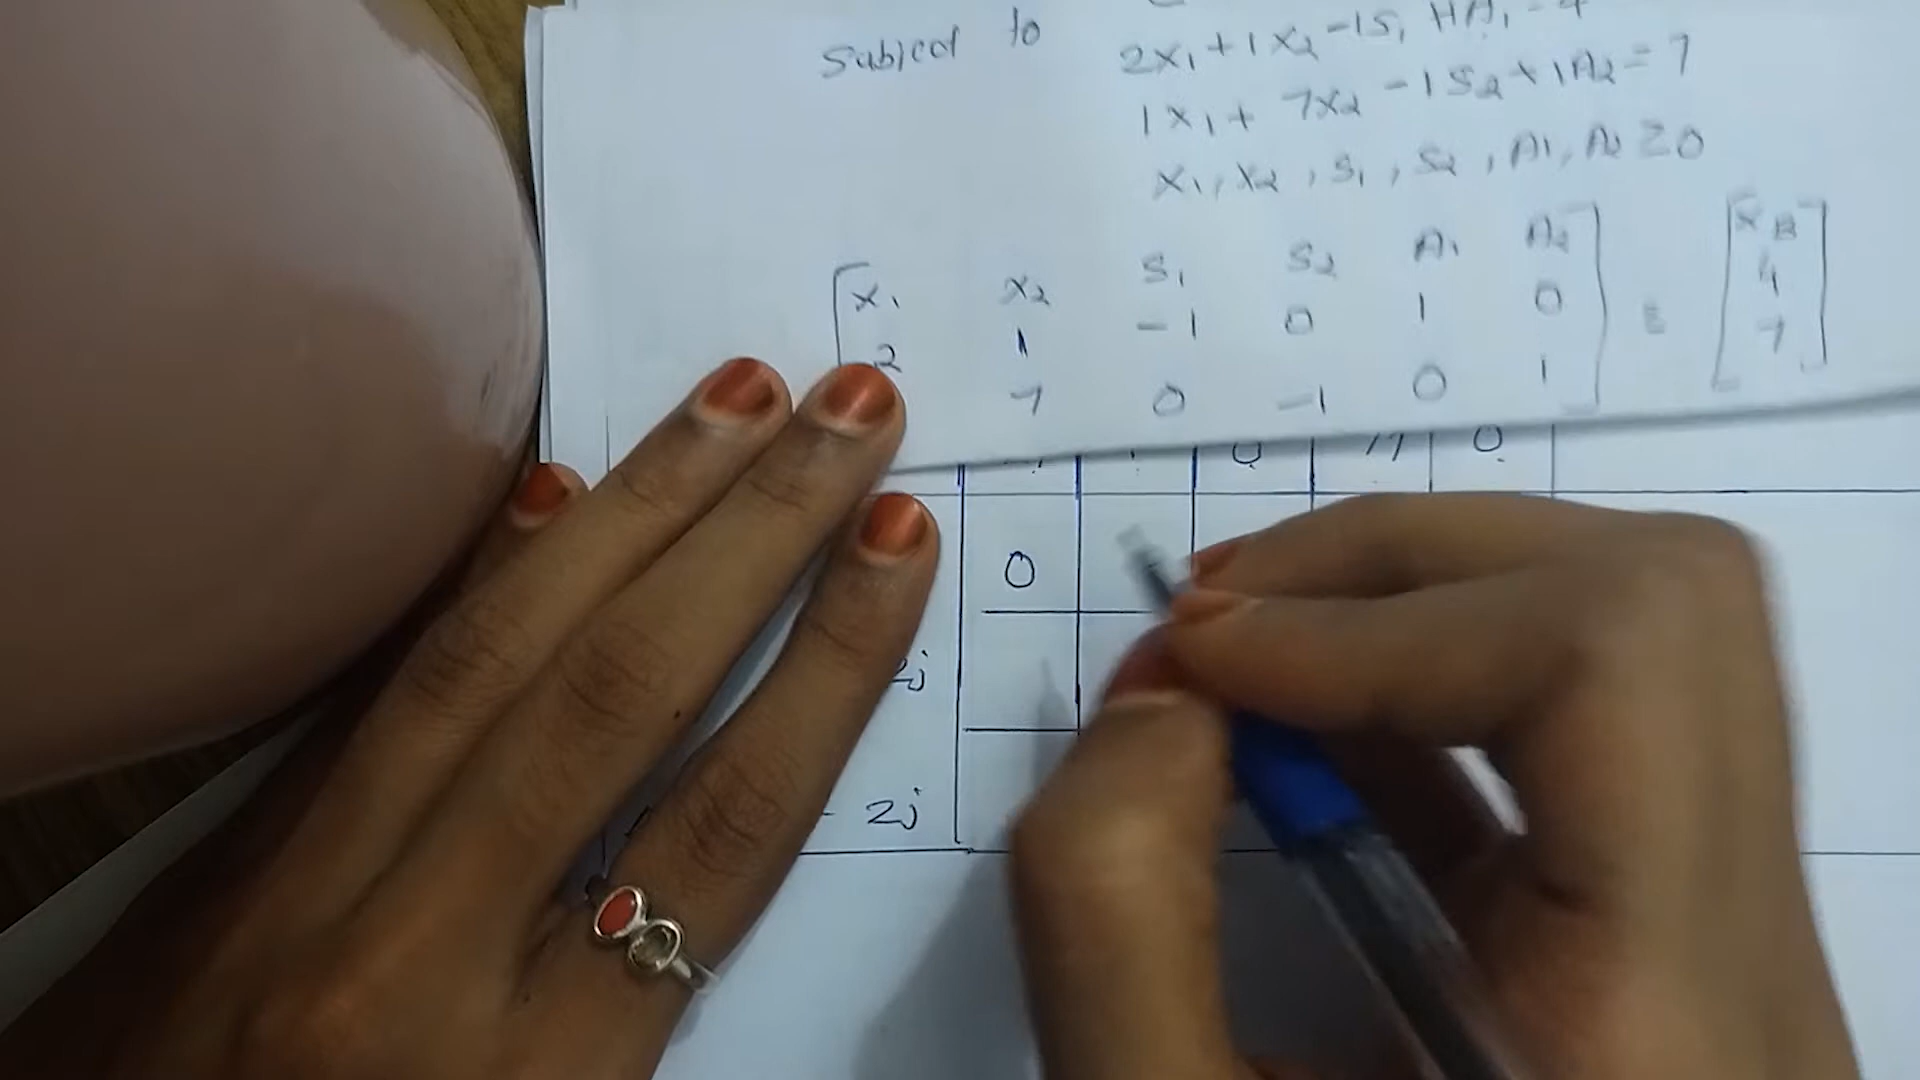 Subject to
2x₁ + 1x₂ - 1S₁ + 1A₁ = 4
1x₁ + 7x₂ - 1S₂ + 1A₂ = 7
x₁, x₂, S₁, S₂, A₁, A₂ ≥ 0
x₁ x₂ S₁ S₂ A₁ A₂ xB
2 1 -1 0 1 0 = 4
7 0 -1 0 1 7
0 0
0
Zj
- Zj